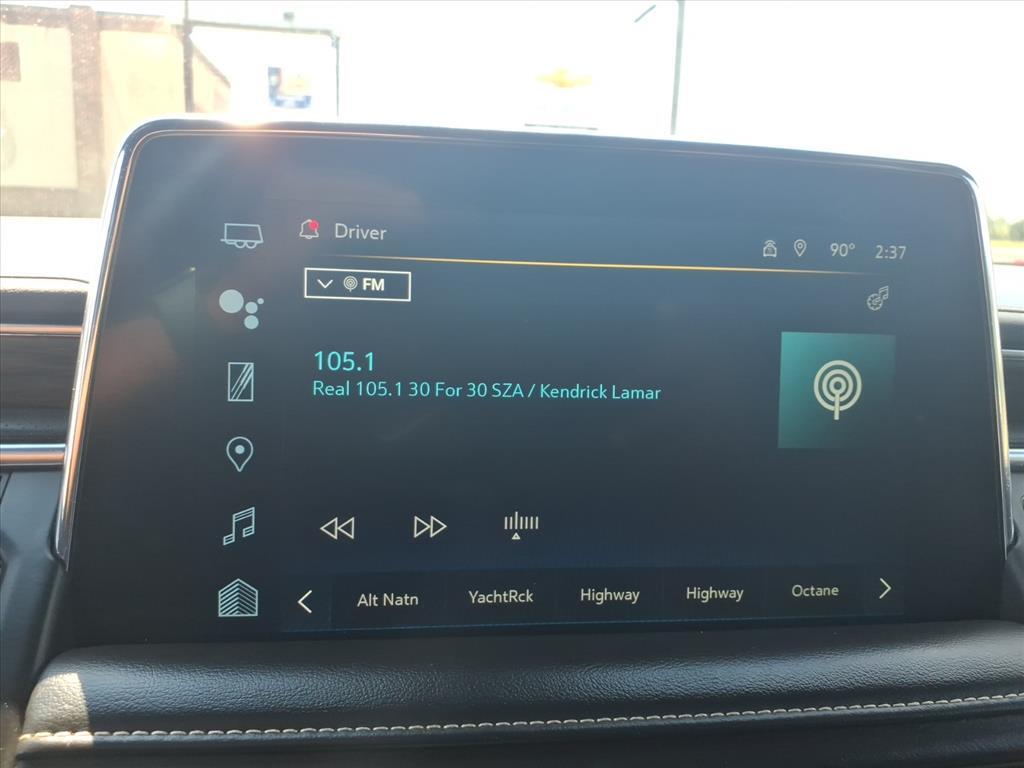 Driver
90° 2:37
FM
105.1
Real 105.1 30 For 30 SZA / Kendrick Lamar
Alt Natn YachtRck Highway Highway Octane